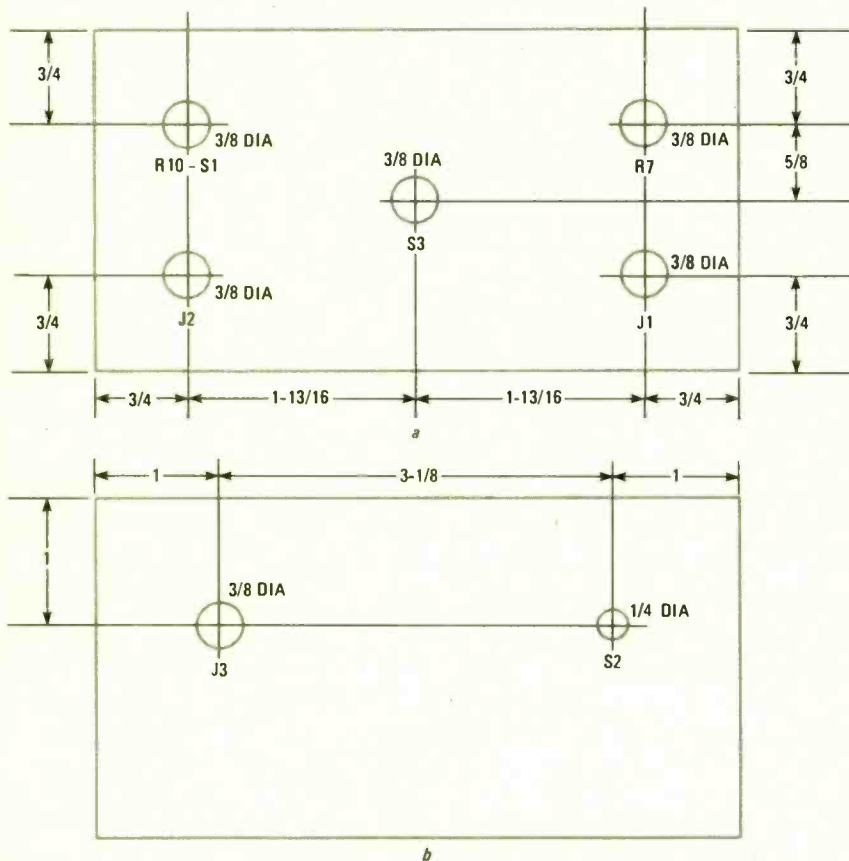 3/4
3/4
3/8 DIA
3/8 DIA
R10 - S1
3/8 DIA
R7
5/8
S3
3/8 DIA
3/8 DIA
J2
J1
3/4
3/4
3/4
1-13/16
1-13/16
3/4
a
1
3-1/8
1
1
3/8 DIA
1/4 DIA
J3
S2
b